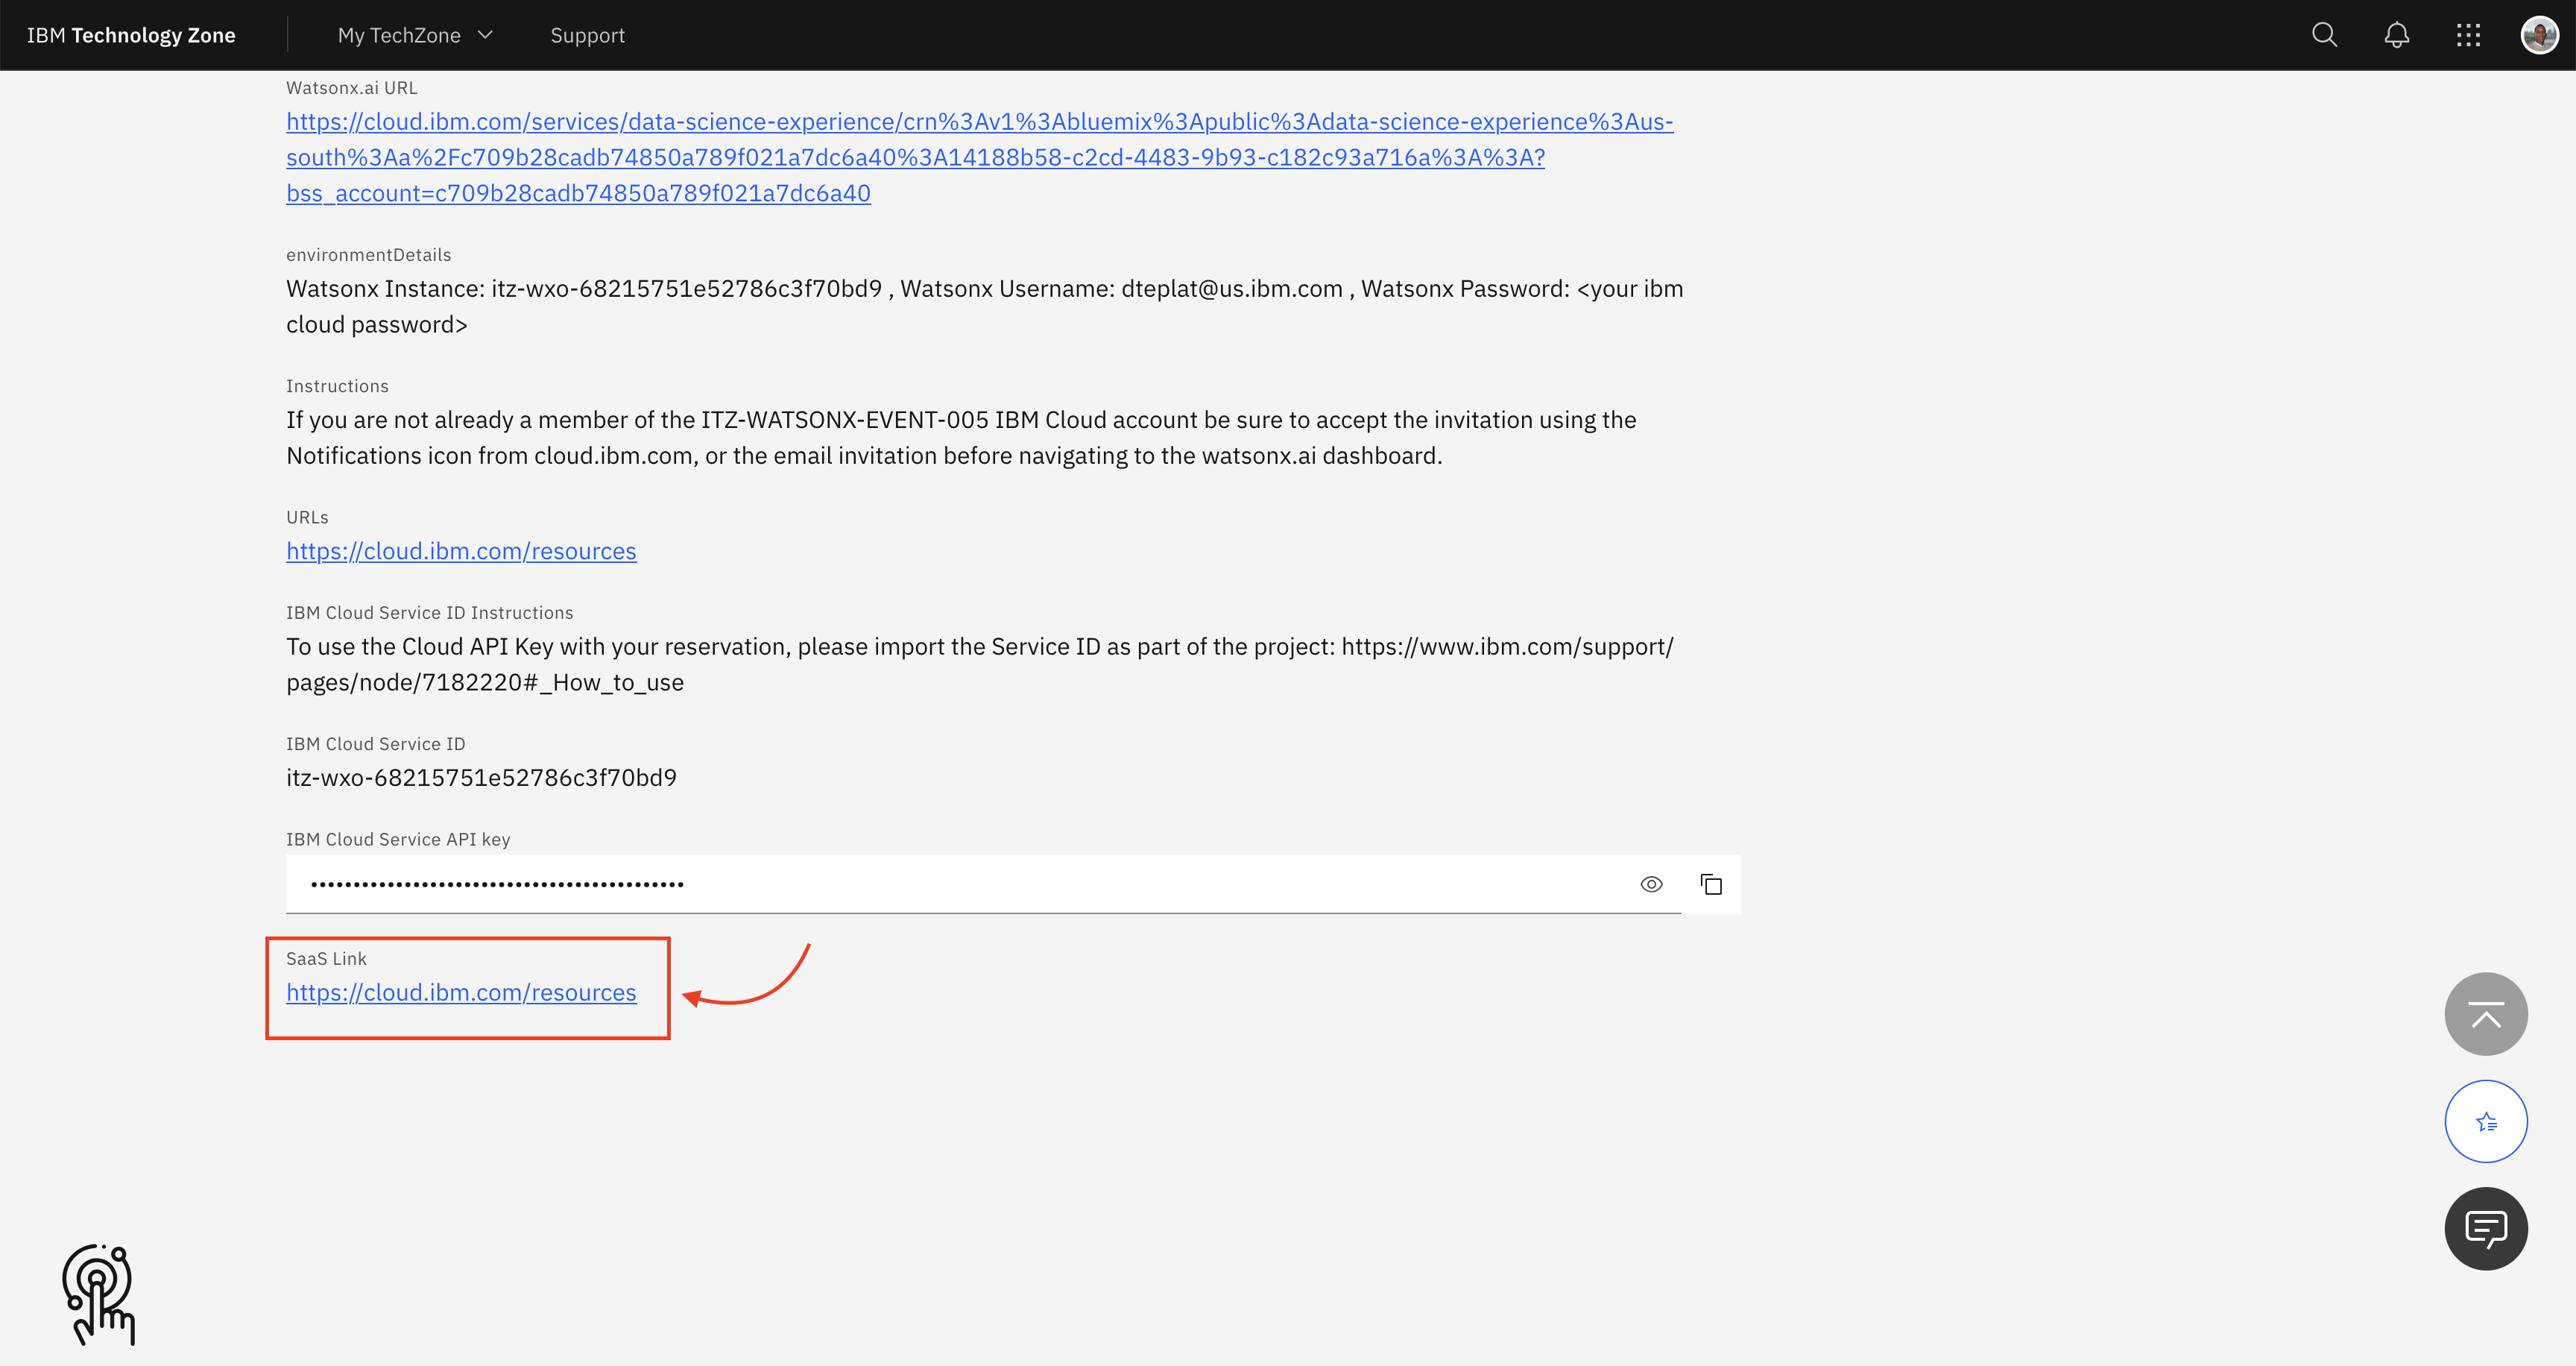 IBM Technology Zone
My TechZone
Support
Watsonx.ai URL
https://cloud.ibm.com/services/data-science-experience/crn%3Av1%3Abluemix%3Apublic%3Adata-science-experience%3Aus-
south%3Aa%2Fc709b28cadb74850a789f021a7dc6a40%3A14188b58-c2cd-4483-9b93-c182c93a716a%3A%3A?
bss_account=c709b28cadb74850a789f021a7dc6a40
environmentDetails
Watsonx Instance: itz-wxo-68215751e52786c3f70bd9 , Watsonx Username: dteplat@us.ibm.com , Watsonx Password: <your ibm
cloud password>
Instructions
If you are not already a member of the ITZ-WATSONX-EVENT-005 IBM Cloud account be sure to accept the invitation using the
Notifications icon from cloud.ibm.com, or the email invitation before navigating to the watsonx.ai dashboard.
URLs
https://cloud.ibm.com/resources
IBM Cloud Service ID Instructions
To use the Cloud API Key with your reservation, please import the Service ID as part of the project: https://www.ibm.com/support/
pages/node/7182220#_How_to_use
IBM Cloud Service ID
itz-wxo-68215751e52786c3f70bd9
IBM Cloud Service API key
SaaS Link
https://cloud.ibm.com/resources